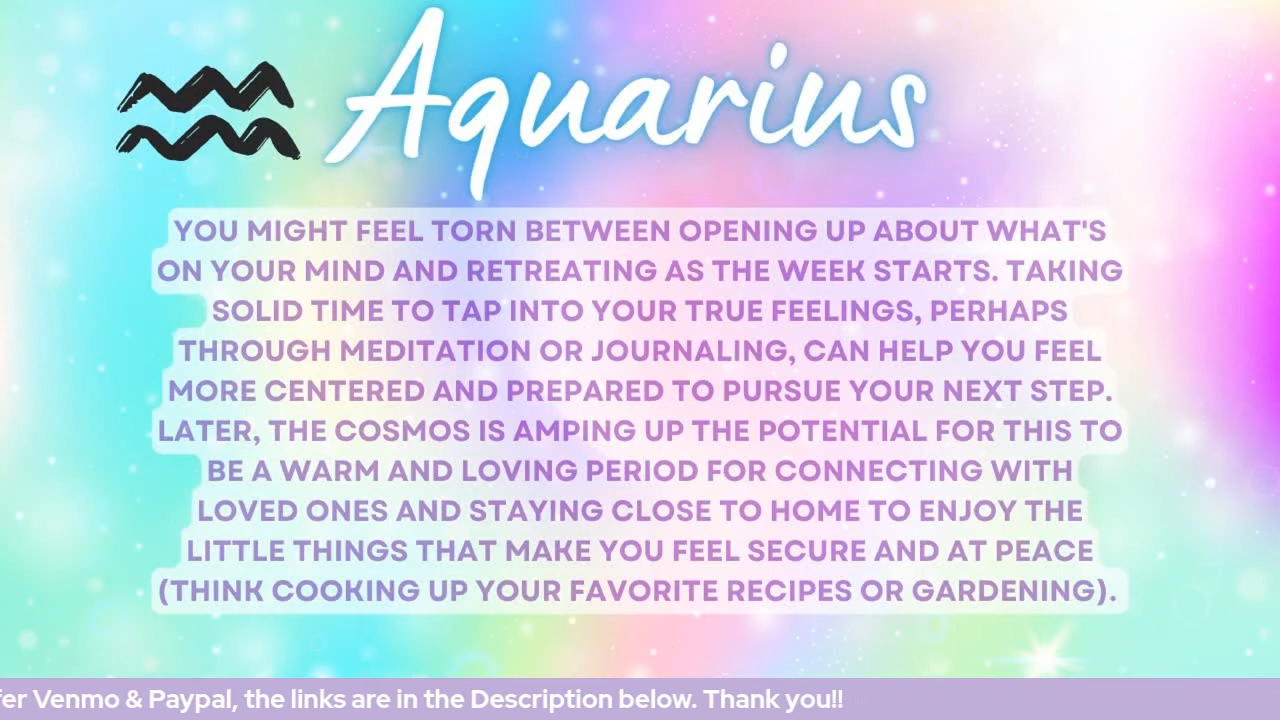 Aquarius
YOU MIGHT FEEL TORN BETWEEN OPENING UP ABOUT WHAT'S
ON YOUR MIND AND RETREATING AS THE WEEK STARTS. TAKING
SOLID TIME TO TAP INTO YOUR TRUE FEELINGS, PERHAPS
THROUGH MEDITATION OR JOURNALING, CAN HELP YOU FEEL
MORE CENTERED AND PREPARED TO PURSUE YOUR NEXT STEP.
LATER, THE COSMOS IS AMPING UP THE POTENTIAL FOR THIS TO
BE A WARM AND LOVING PERIOD FOR CONNECTING WITH
LOVED ONES AND STAYING CLOSE TO HOME TO ENJOY THE
LITTLE THINGS THAT MAKE YOU FEEL SECURE AND AT PEACE
(THINK COOKING UP YOUR FAVORITE RECIPES OR GARDENING).
Venmo & Paypal, the links are in the Description below. Thank you!!